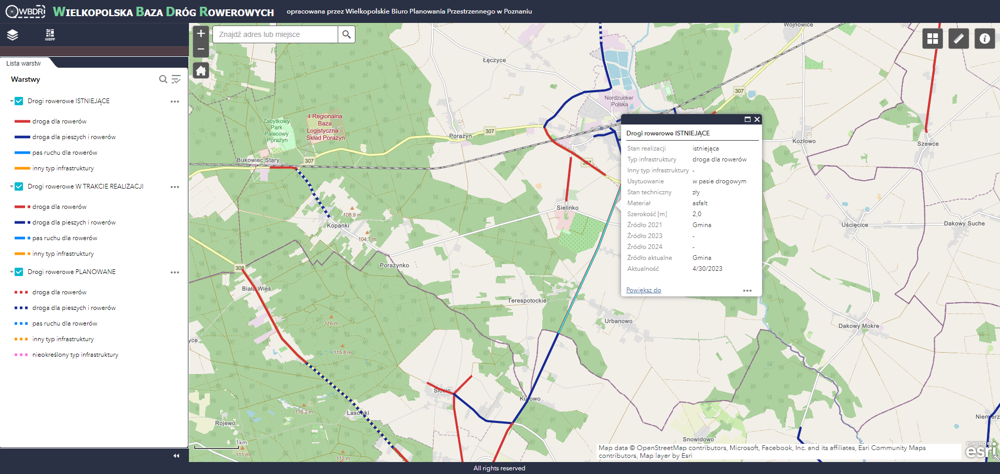 WBDR
WIELKOPOLSKA BAZA DRÓG ROWEROWYCH
opracowana przez Wielkopolskie Biuro Planowania Przestrzennego w Poznaniu
WBPP
Lista warstw
Warstwy
Drogi rowerowe ISTNIEJĄCE
droga dla rowerów
droga dla pieszych i rowerów
pas ruchu dla rowerów
inny typ infrastruktury
Drogi rowerowe W TRAKCIE REALIZACJI
droga dla rowerów
droga dla pieszych i rowerów
pas ruchu dla rowerów
inny typ infrastruktury
Drogi rowerowe PLANOWANE
droga dla rowerów
droga dla pieszych i rowerów
pas ruchu dla rowerów
inny typ infrastruktury
nieokreślony typ infrastruktury
+
−
Znajdź adres lub miejsce
Wojnowice
Łęczyce
307
Nordzucker
Polska
4 Regionalna
Baza
Logistyczna –
Skład Porażyn
Zabytkowy
Park
Pałacowy
Porażyn
307
Porażyn
Kozłowo
Szewce
Bukowiec Stary
307
307
Sielinko
108.9 m
Kopanki
104.7 m
Uścięcice
Dakowy Suche
Porażynko
308
Biała Wieś
Terespotockie
116 m
Urbanowo
Dakowy Mokre
yce
115.8 m
Kurowo
116.2 m
Lasówki
Rojewo
Niemierz
Snowidowo
1km
111 m
112 m
Drogi rowerowe ISTNIEJĄCE
Stan realizacji istniejąca
Typ infrastruktury droga dla rowerów
Inny typ infrastruktury -
Usytuowanie w pasie drogowym
Stan techniczny zły
Materiał asfalt
Szerokość [m] 2,0
Źródło 2021 Gmina
Źródło 2023 -
Źródło 2024 -
Źródło aktualne Gmina
Aktualność 4/30/2023
Powiększ do
Map data © OpenStreetMap contributors, Microsoft, Facebook, Inc. and its affiliates, Esri Community Maps
contributors, Map layer by Esri
POWERED BY
esri
All rights reserved